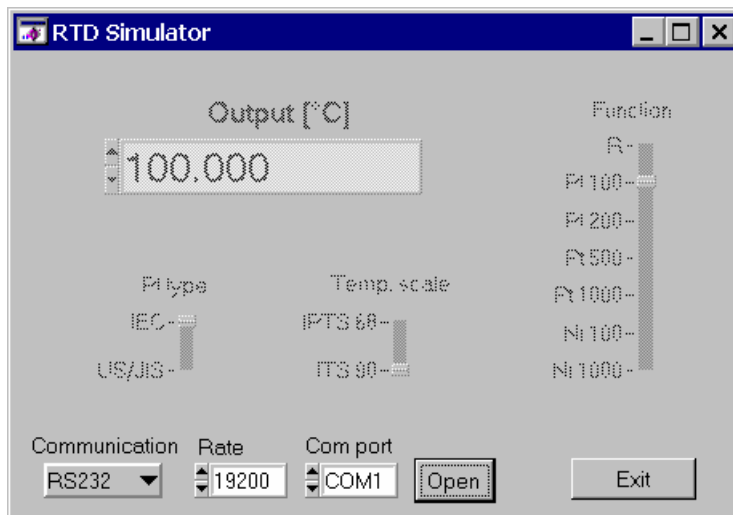 RTD Simulator
Output [°C]
100.000
Function
R
Pt 100
Pt 200
Pt 500
Pt 1000
Ni 100
Ni 1000
Pt type
IEC
US/JIS
Temp. scale
IPTS 68
ITS 90
Communication
RS232
Rate
19200
Com port
COM1
Open
Exit